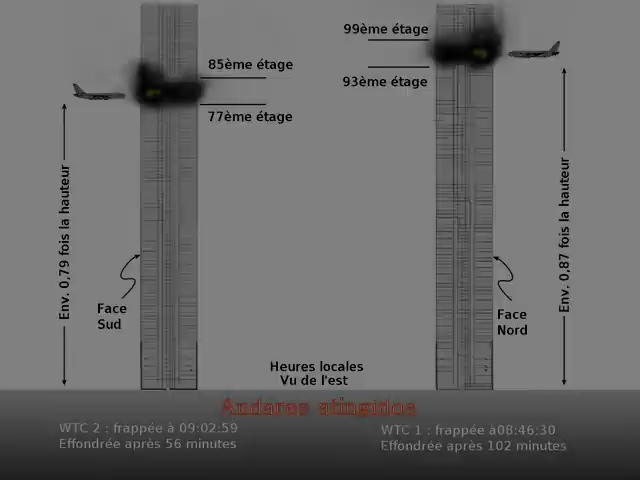 99ème étage
85ème étage
93ème étage
77ème étage
Env. 0,79 fois la hauteur
Env. 0,87 fois la hauteur
Face
Sud
Face
Nord
Heures locales
Vu de l'est
Andares atingidos
WTC 2 : frappée à 09:02:59
Effondrée après 56 minutes
WTC 1 : frappée à08:46:30
Effondrée après 102 minutes